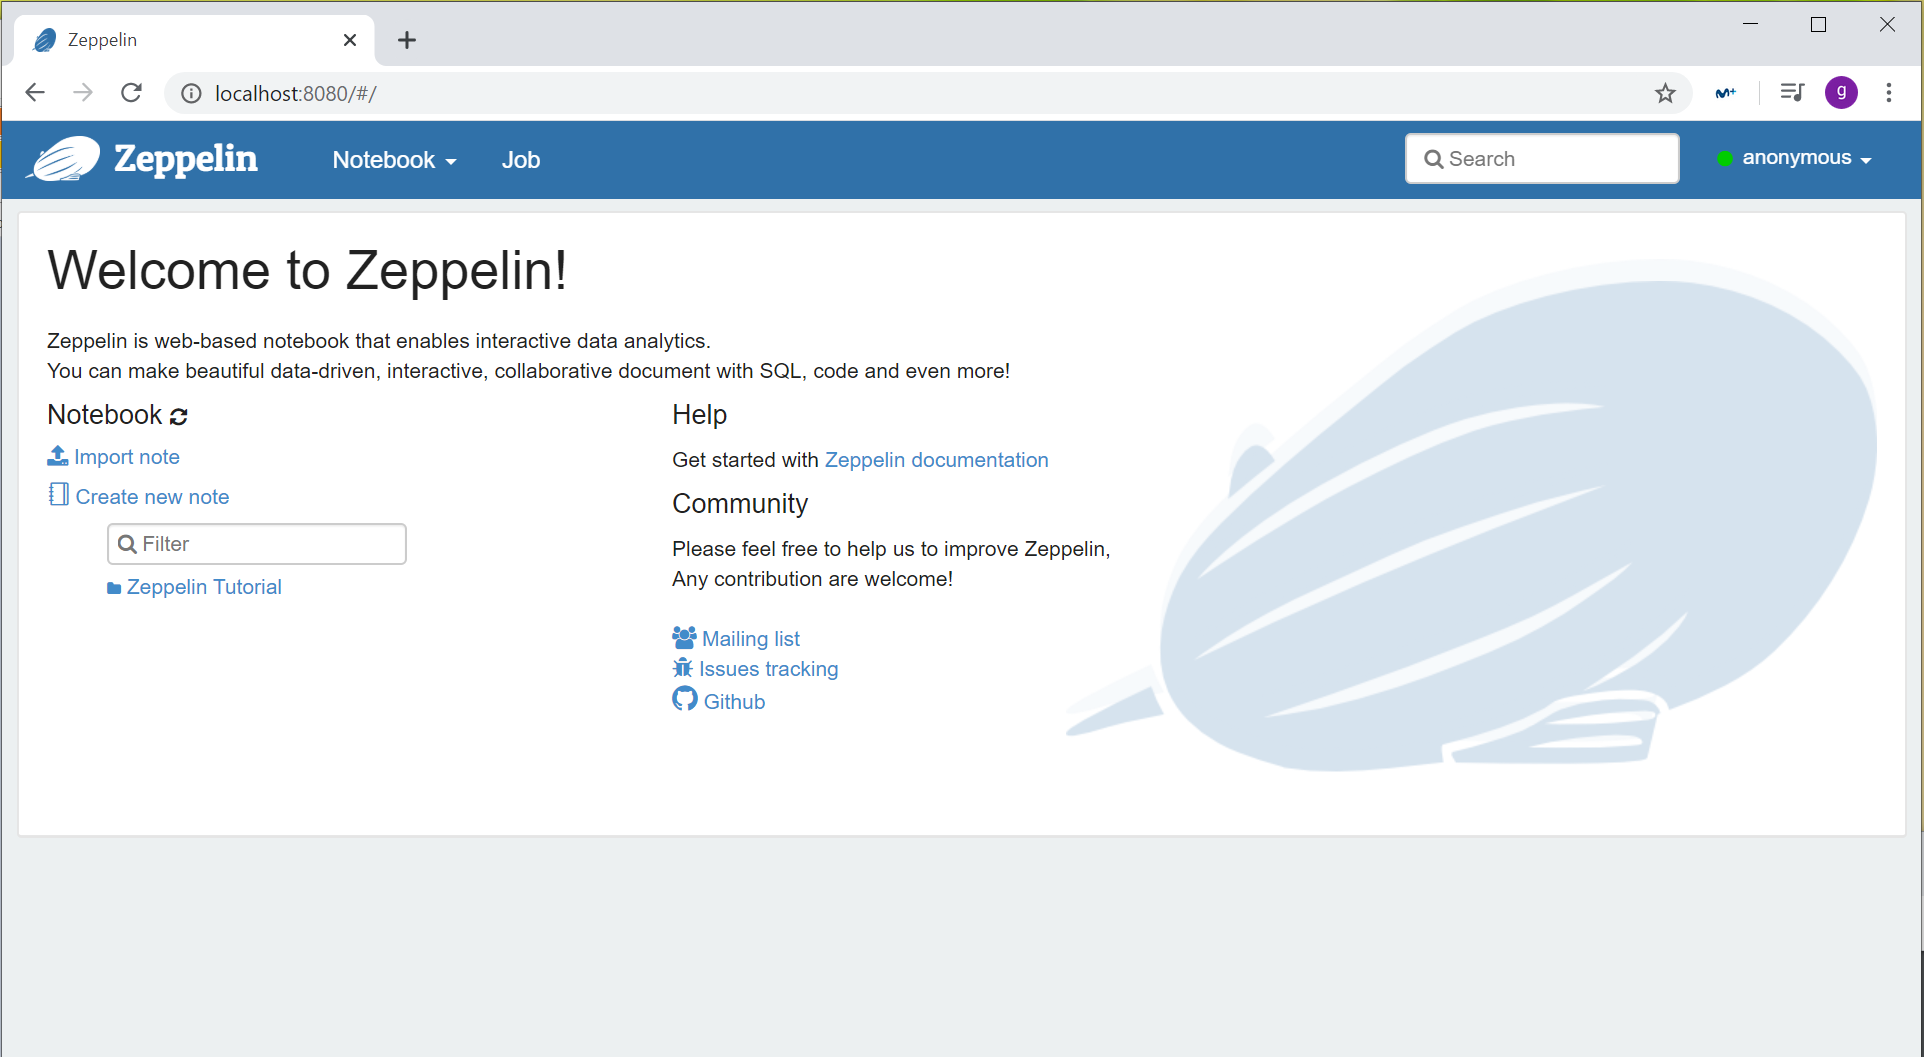 Zeppelin
localhost:8080/#/
M+
g
Zeppelin Notebook Job Search anonymous
Welcome to Zeppelin!
Zeppelin is web-based notebook that enables interactive data analytics.
You can make beautiful data-driven, interactive, collaborative document with SQL, code and even more!
Notebook
Import note
Create new note
Filter
Zeppelin Tutorial
Help
Get started with Zeppelin documentation
Community
Please feel free to help us to improve Zeppelin,
Any contribution are welcome!
Mailing list
Issues tracking
Github